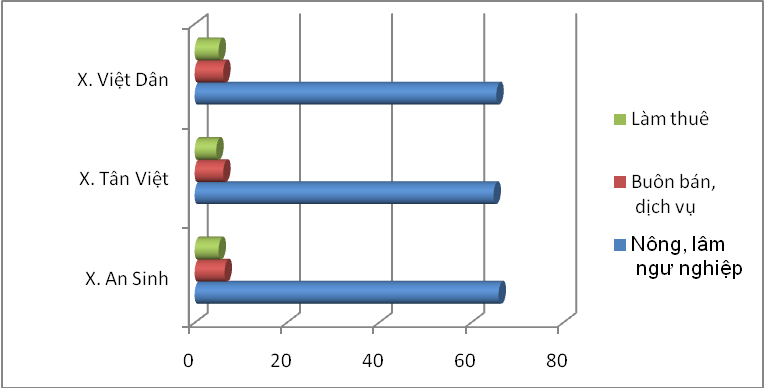 X. Việt Dân
X. Tân Việt
X. An Sinh
0 20 40 60 80
Làm thuê
Buôn bán,
dịch vụ
Nông, lâm
ngư nghiệp